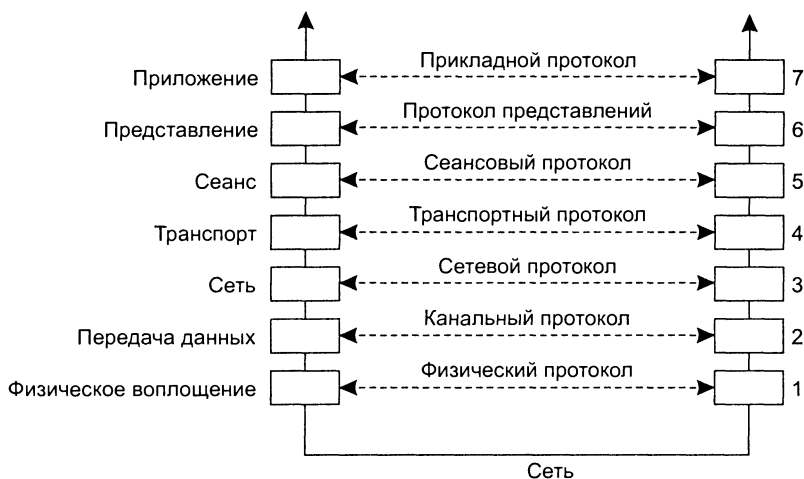 Приложение
Прикладной протокол
7
Представление
Протокол представлений
6
Сеанс
Сеансовый протокол
5
Транспорт
Транспортный протокол
4
Сеть
Сетевой протокол
3
Передача данных
Канальный протокол
2
Физическое воплощение
Физический протокол
1
Сеть